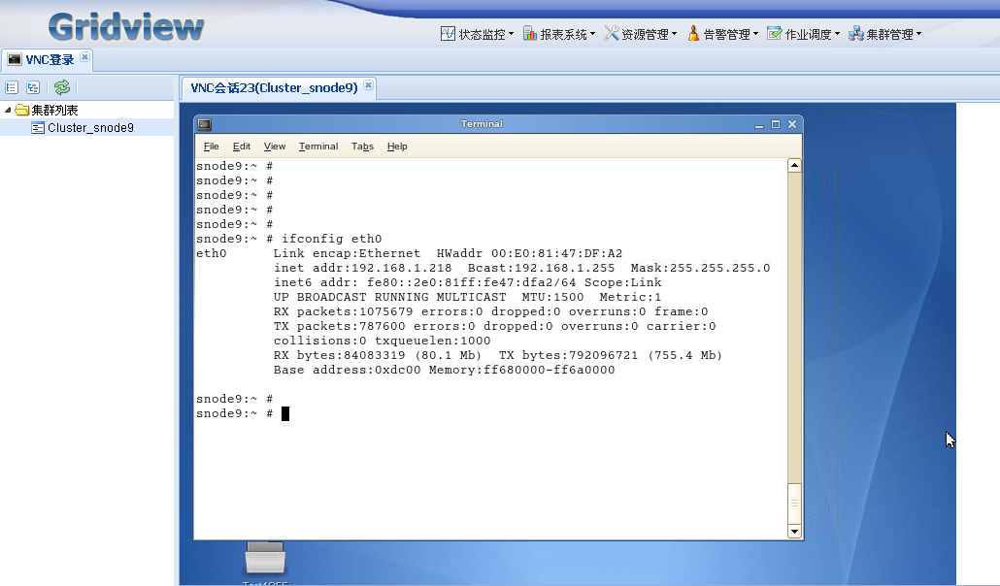 Gridview
状态监控 报表系统 资源管理 告警管理 作业调度 集群管理
VNC登录
VNC会话23(Cluster_snode9)
集群列表
Cluster_snode9
Terminal
File Edit View Terminal Tabs Help
snode9:~ #
snode9:~ #
snode9:~ #
snode9:~ #
snode9:~ #
snode9:~ # ifconfig eth0
eth0      Link encap:Ethernet  HWaddr 00:E0:81:47:DF:A2
          inet addr:192.168.1.218  Bcast:192.168.1.255  Mask:255.255.255.0
          inet6 addr: fe80::2e0:81ff:fe47:dfa2/64 Scope:Link
          UP BROADCAST RUNNING MULTICAST  MTU:1500  Metric:1
          RX packets:1075679 errors:0 dropped:0 overruns:0 frame:0
          TX packets:787600 errors:0 dropped:0 overruns:0 carrier:0
          collisions:0 txqueuelen:1000
          RX bytes:84083319 (80.1 Mb)  TX bytes:792096721 (755.4 Mb)
          Base address:0xdc00 Memory:ff680000-ff6a0000
snode9:~ #
snode9:~ #